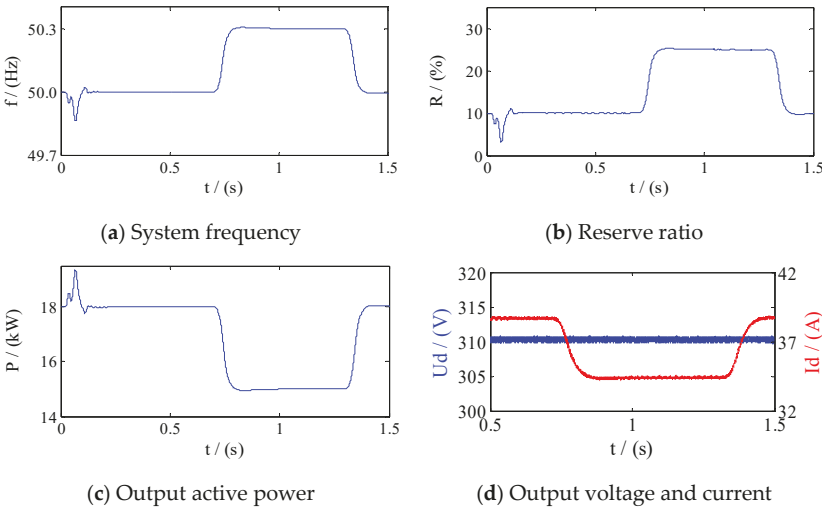 50.3
50.0
49.7
f / (Hz)
0
0.5
1
1.5
t / (s)
(a) System frequency
30
20
10
0
R / (%)
0
0.5
1
1.5
t / (s)
(b) Reserve ratio
18
16
14
P / (kW)
0
0.5
1
1.5
t / (s)
(c) Output active power
320
315
310
305
300
Ud / (V)
42
37
32
Id / (A)
0.5
1
1.5
t / (s)
(d) Output voltage and current